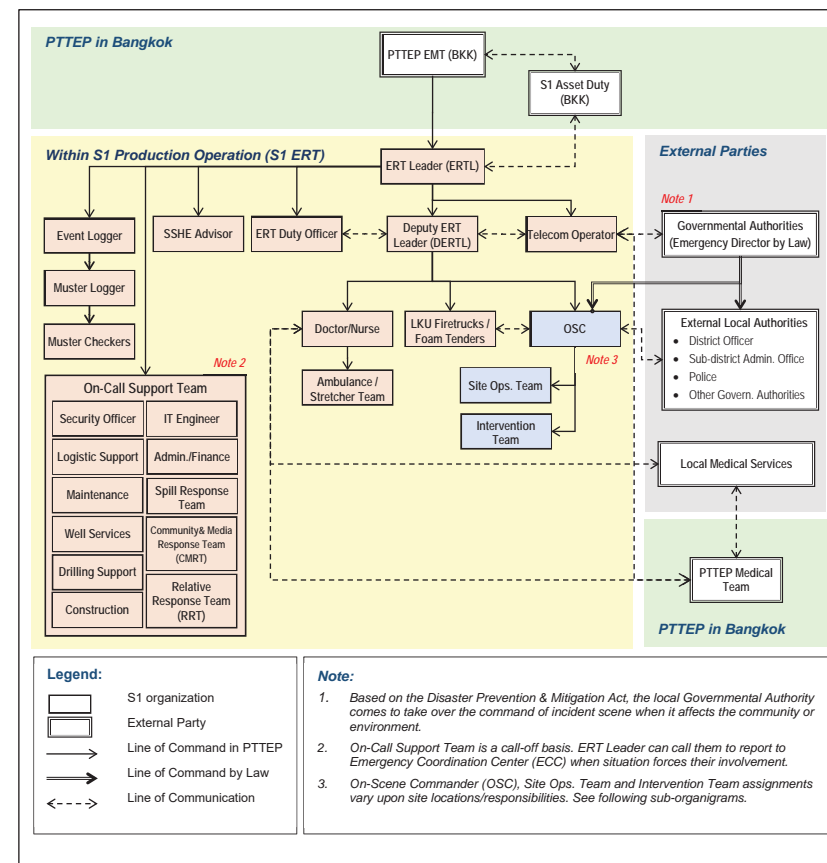 PTTEP in Bangkok
PTTEP EMT (BKK)
S1 Asset Duty
(BKK)
Within S1 Production Operation (S1 ERT)
External Parties
ERT Leader (ERTL)
Note 1
Event Logger
SSHE Advisor
ERT Duty Officer
Deputy ERT
Leader (DERTL)
Telecom Operator
Governmental Authorities
(Emergency Director by Law)
Muster Logger
Muster Checkers
Doctor/Nurse
LKU Firetrucks /
Foam Tenders
OSC
External Local Authorities
• District Officer
• Sub-district Admin. Office
• Police
• Other Govern. Authorities
Note 2
Note 3
On-Call Support Team
Ambulance /
Stretcher Team
Site Ops. Team
Intervention
Team
Security Officer
IT Engineer
Logistic Support
Admin./Finance
Local Medical Services
Maintenance
Spill Response
Team
Well Services
Community& Media
Response Team
(CMRT)
Drilling Support
Construction
Relative
Response Team
(RRT)
PTTEP Medical
Team
PTTEP in Bangkok
Legend:
S1 organization
External Party
Line of Command in PTTEP
Line of Command by Law
Line of Communication
Note:
1. Based on the Disaster Prevention & Mitigation Act, the local Governmental Authority
comes to take over the command of incident scene when it affects the community or
environment.
2. On-Call Support Team is a call-off basis. ERT Leader can call them to report to
Emergency Coordination Center (ECC) when situation forces their involvement.
3. On-Scene Commander (OSC), Site Ops. Team and Intervention Team assignments
vary upon site locations/responsibilities. See following sub-organigrams.